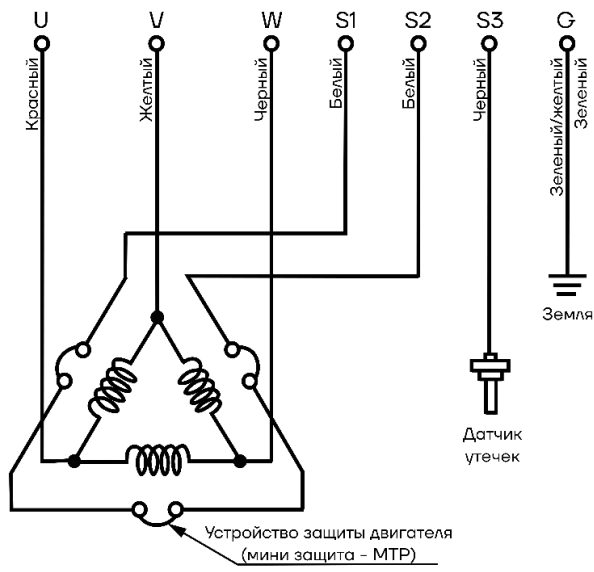 U V W S1 S2 S3 G
Красный
Желтый
Черный
Белый
Белый
Черный
Зеленый/желтый
Зеленый
Земля
Датчик
утечек
Устройство защиты двигателя
(мини защита - МТР)